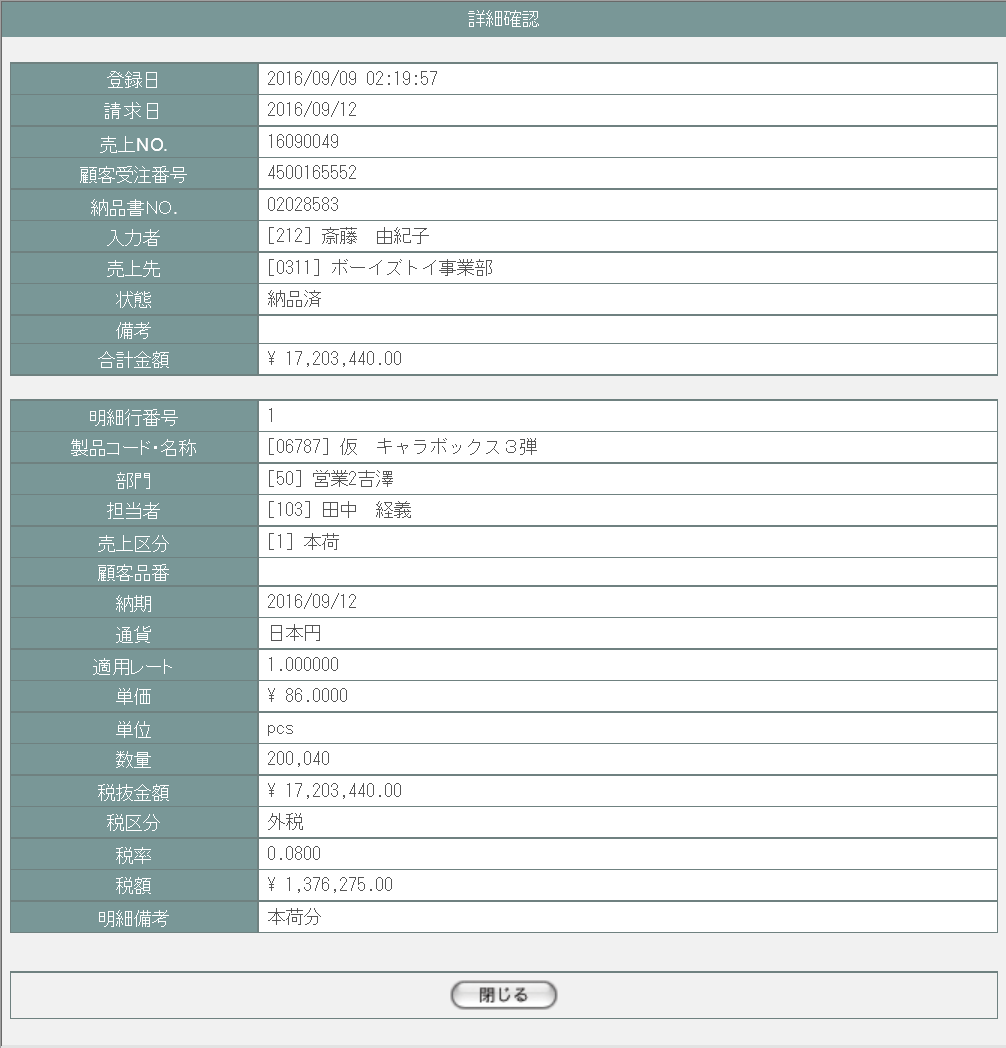 詳細確認
登録日 2016/09/09 02:19:57
請求日 2016/09/12
売上NO. 16090049
顧客受注番号 4500165552
納品書NO. 02028583
入力者 [212] 斎藤　由紀子
売上先 [0311] ボーイズトイ事業部
状態 納品済
備考
合計金額 ¥ 17,203,440.00
明細行番号 1
製品コード・名称 [06787] 仮　キャラボックス３弾
部門 [50] 営業2吉澤
担当者 [103] 田中　経義
売上区分 [1] 本荷
顧客品番
納期 2016/09/12
通貨 日本円
適用レート 1.000000
単価 ¥ 86.0000
単位 pcs
数量 200,040
税抜金額 ¥ 17,203,440.00
税区分 外税
税率 0.0800
税額 ¥ 1,376,275.00
明細備考 本荷分
閉じる